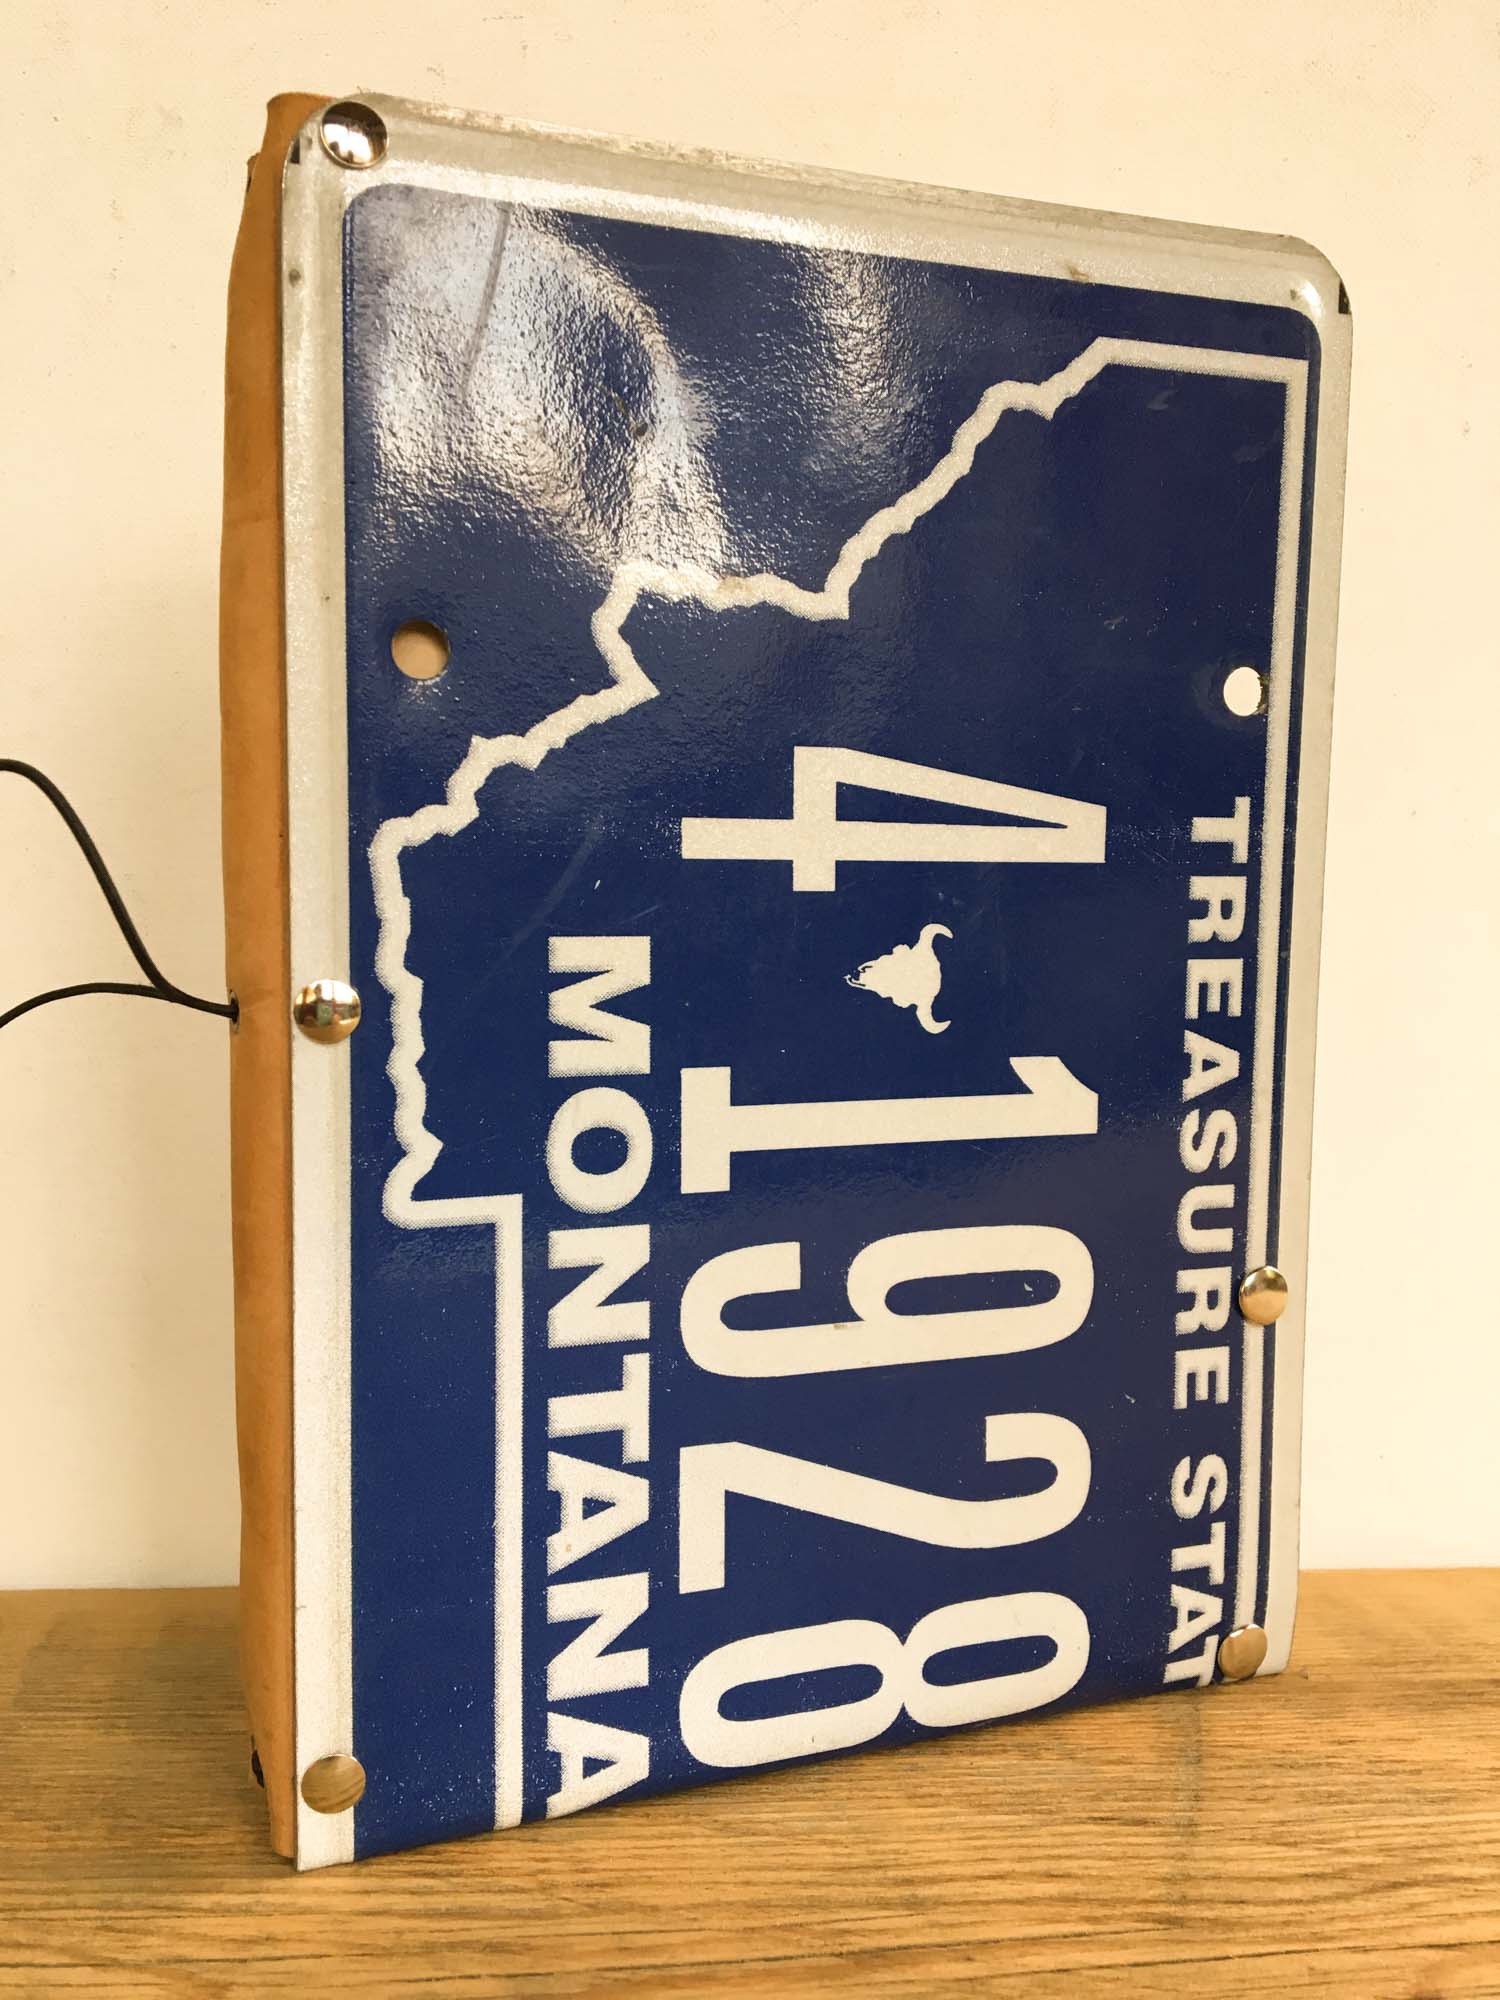 TREASURE STAT
4 1928
MONTANA